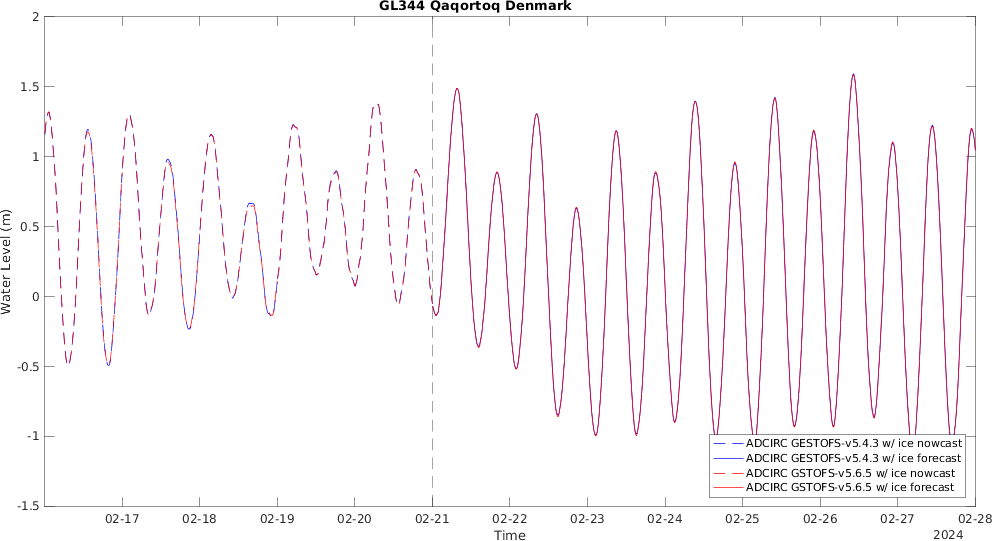 GL344 Qaqortoq Denmark
2
1.5
1
0.5
0
-0.5
-1
-1.5
Water Level (m)
ADCIRC GESTOFS-v5.4.3 w/ ice nowcast
ADCIRC GESTOFS-v5.4.3 w/ ice forecast
ADCIRC GSTOFS-v5.6.5 w/ ice nowcast
ADCIRC GSTOFS-v5.6.5 w/ ice forecast
02-17 02-18 02-19 02-20 02-21 02-22 02-23 02-24 02-25 02-26 02-27 02-28
Time
2024